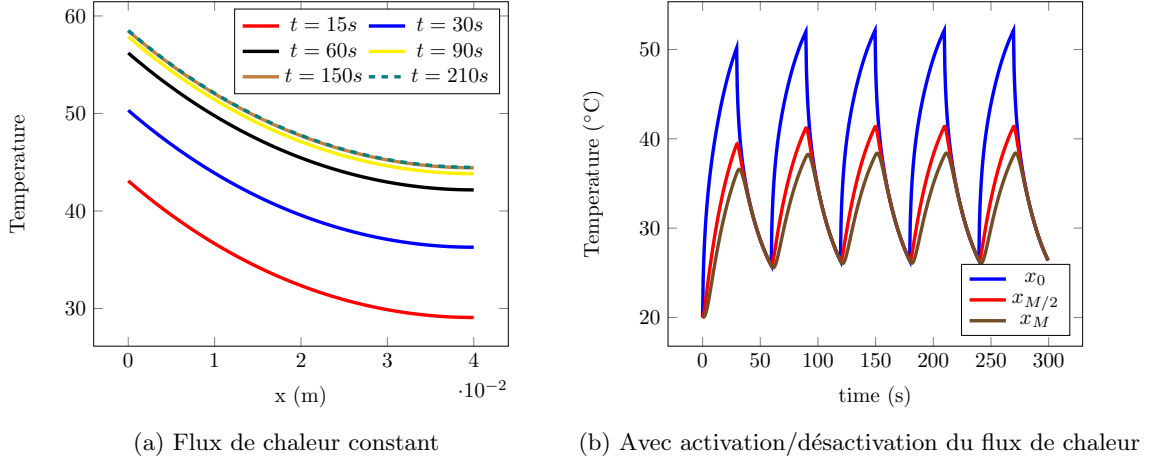 60
50
40
30
Temperature
0
1
2
3
4
x (m)
·10⁻²
t = 15s
t = 30s
t = 60s
t = 90s
t = 150s
t = 210s
(a) Flux de chaleur constant
50
40
30
20
Temperature (°C)
0
50
100
150
200
250
300
time (s)
x₀
x_{M/2}
x_M
(b) Avec activation/désactivation du flux de chaleur